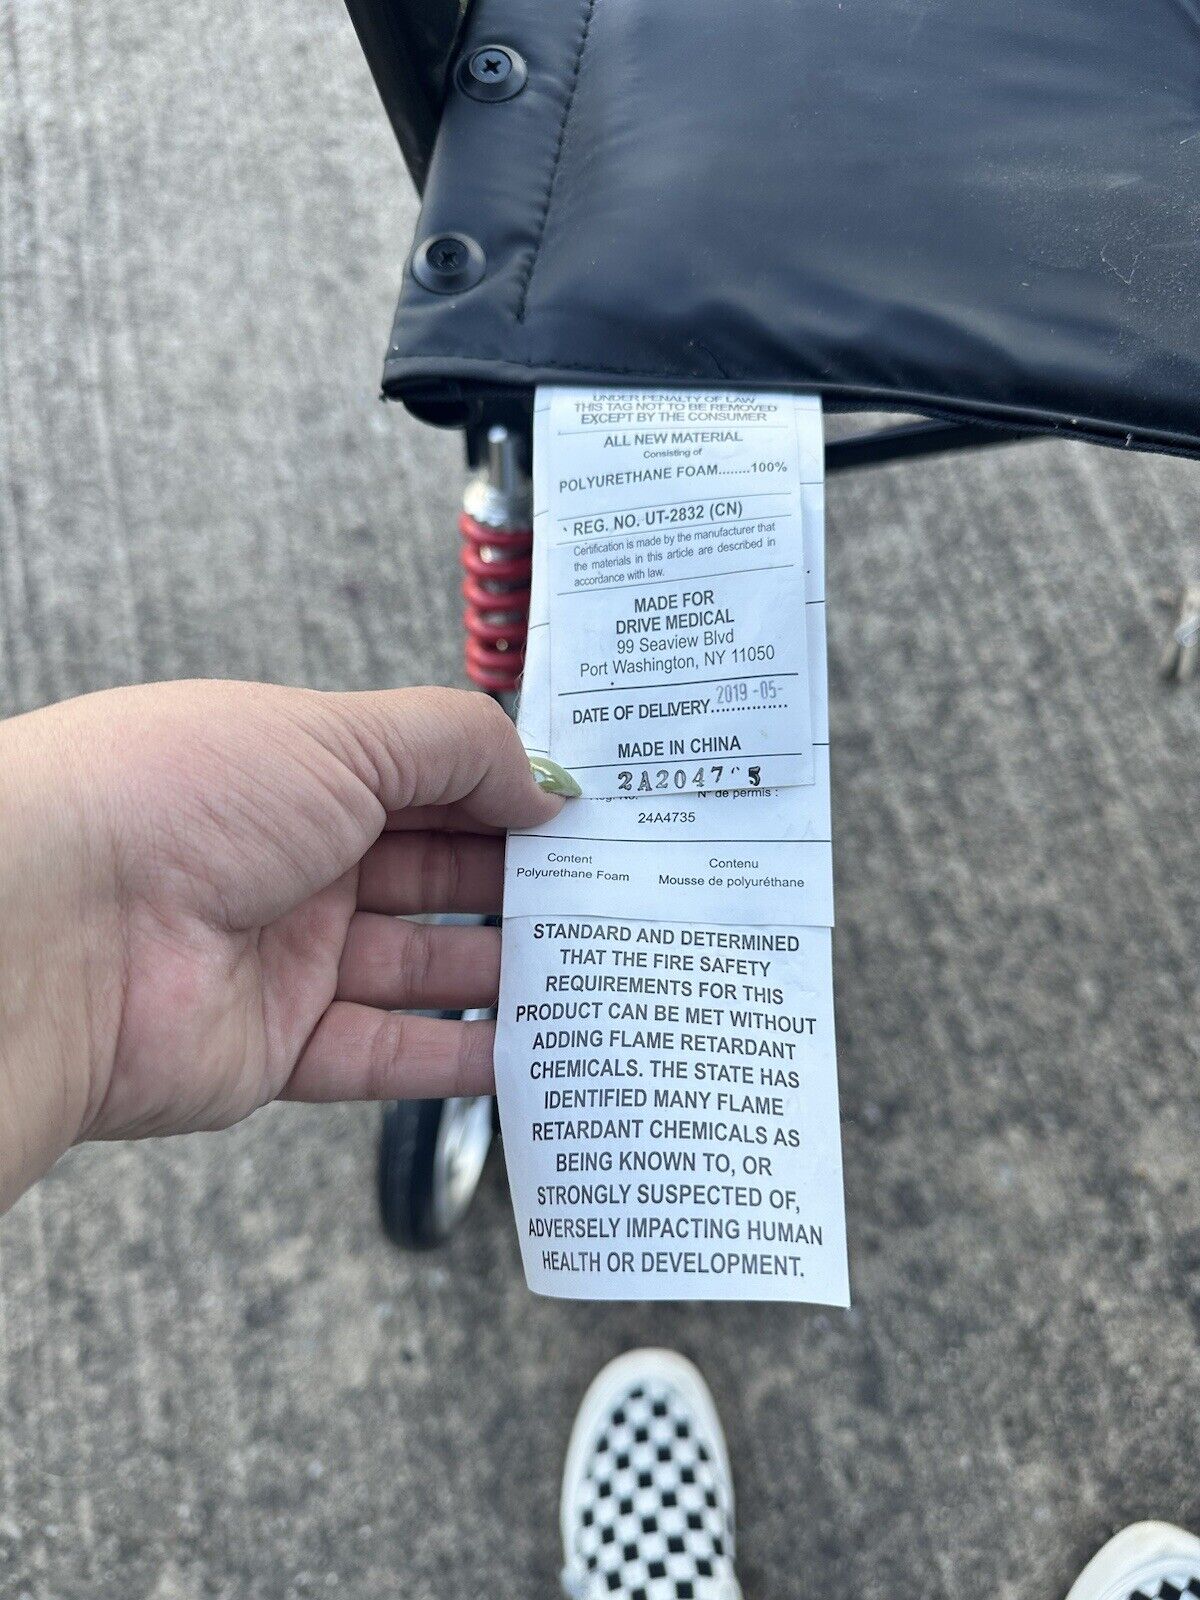 UNDER PENALTY OF LAW
THIS TAG NOT TO BE REMOVED
EXCEPT BY THE CONSUMER
ALL NEW MATERIAL
Consisting of
POLYURETHANE FOAM........100%
REG. NO. UT-2832 (CN)
Certification is made by the manufacturer that
the materials in this article are described in
accordance with law.
MADE FOR
DRIVE MEDICAL
99 Seaview Blvd
Port Washington, NY 11050
DATE OF DELIVERY...............2019-05-
MADE IN CHINA
2A2047 5
Reg. No. N° de permis :
24A4735
Content Contenu
Polyurethane Foam Mousse de polyuréthane
STANDARD AND DETERMINED
THAT THE FIRE SAFETY
REQUIREMENTS FOR THIS
PRODUCT CAN BE MET WITHOUT
ADDING FLAME RETARDANT
CHEMICALS. THE STATE HAS
IDENTIFIED MANY FLAME
RETARDANT CHEMICALS AS
BEING KNOWN TO, OR
STRONGLY SUSPECTED OF,
ADVERSELY IMPACTING HUMAN
HEALTH OR DEVELOPMENT.